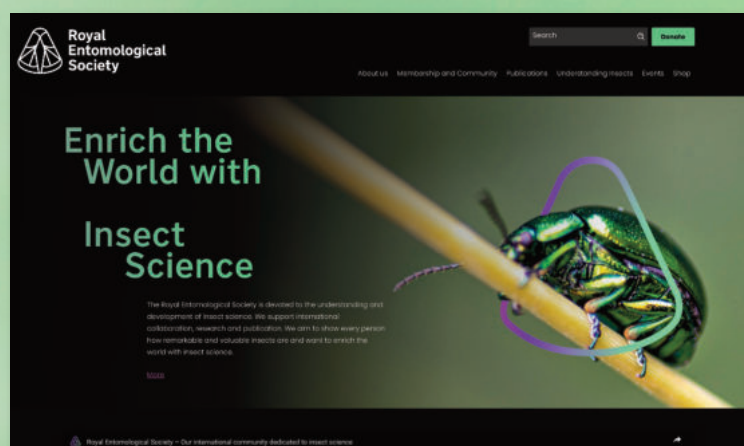 Royal
Entomological
Society
Search
Donate
About us Membership and Community Publications Understanding Insects Events Shop
Enrich the
World with
Insect
Science
The Royal Entomological Society is devoted to the understanding and
development of insect science. We support international
collaboration, research and publication. We aim to show every person
how remarkable and valuable insects are and want to enrich the
world with insect science.
More
Royal Entomological Society – Our international community dedicated to insect science